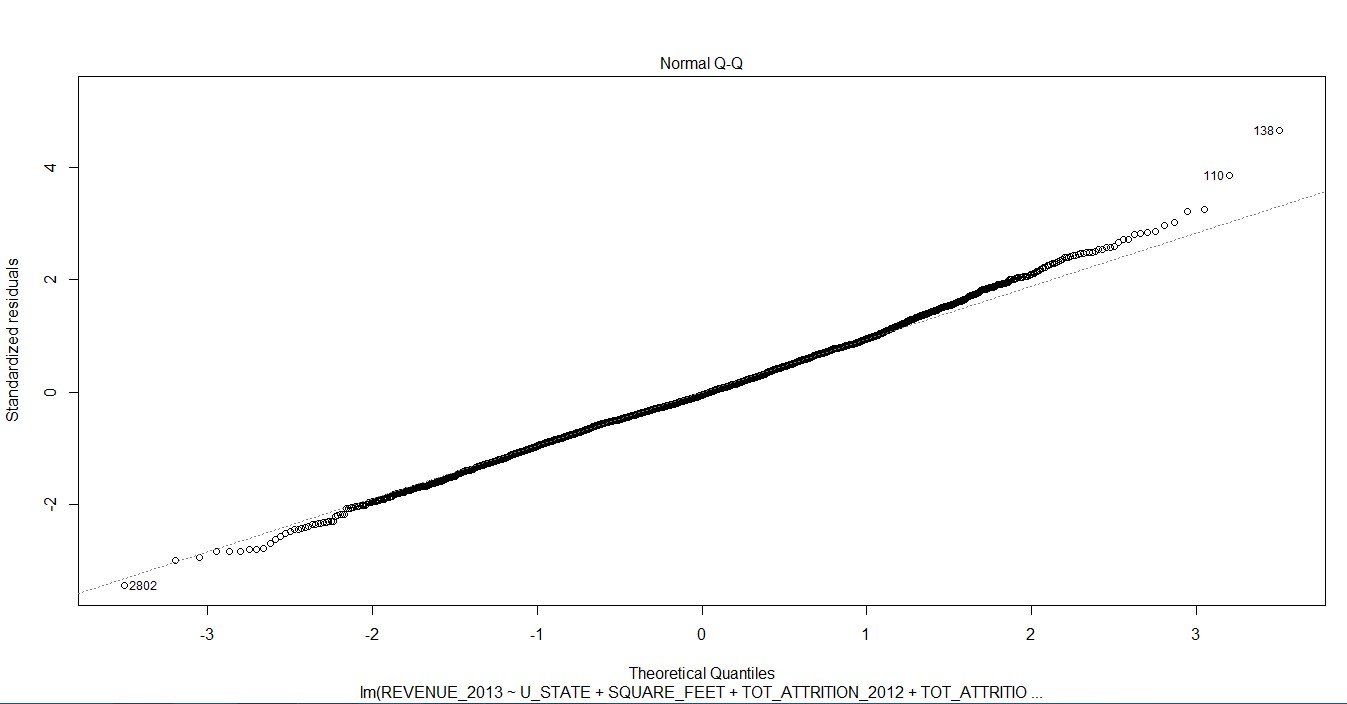 Normal Q-Q
138
110
4
2
0
-2
2802
Standardized residuals
-3 -2 -1 0 1 2 3
Theoretical Quantiles
lm(REVENUE_2013 ~ U_STATE + SQUARE_FEET + TOT_ATTRITION_2012 + TOT_ATTRITIO ...